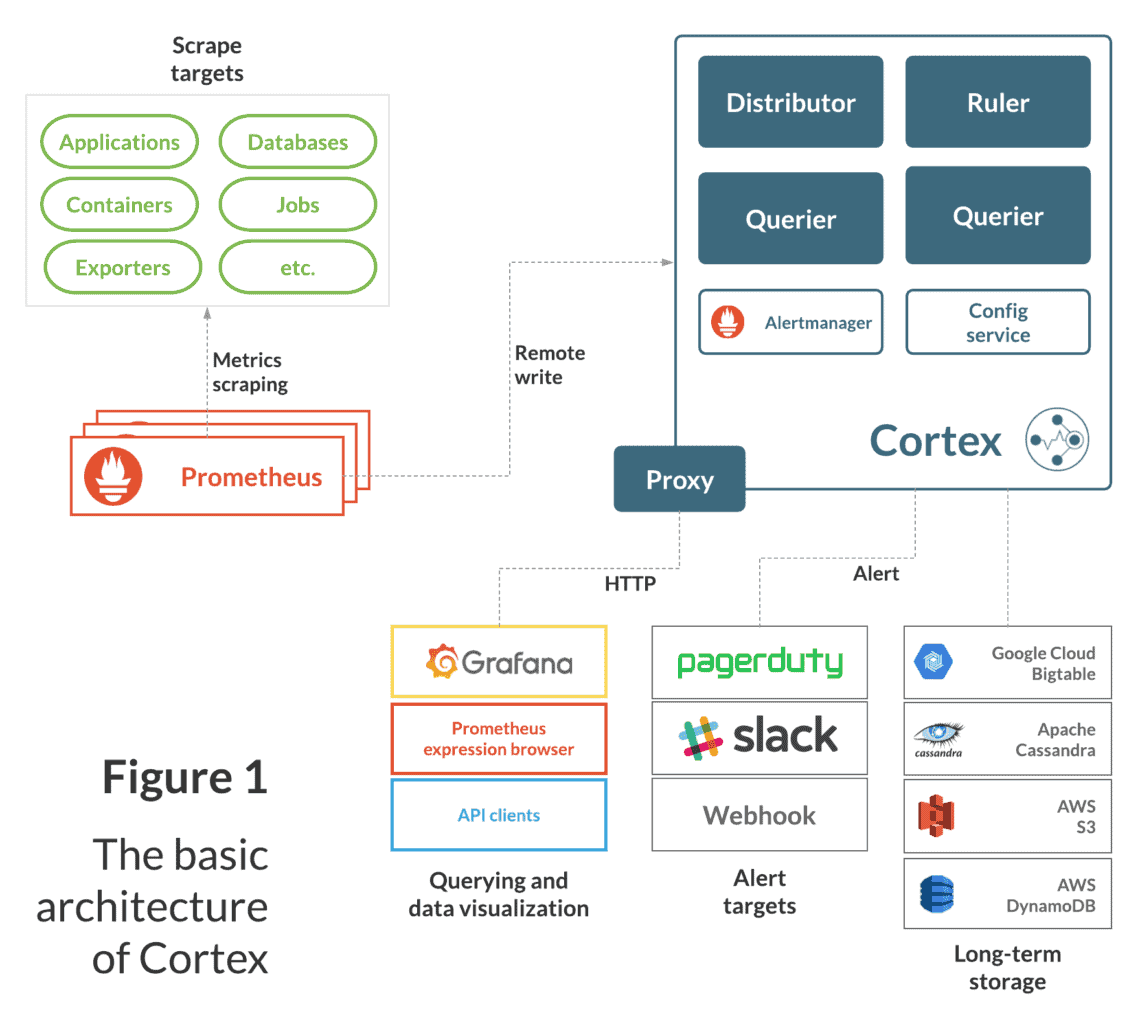 Scrape
targets
Applications
Databases
Containers
Jobs
Exporters
etc.
Metrics
scraping
Prometheus
Remote
write
Distributor
Ruler
Querier
Querier
Alertmanager
Config
service
Cortex
Proxy
HTTP
Alert
Grafana
Prometheus
expression browser
API clients
Querying and
data visualization
pagerduty
slack
Webhook
Alert
targets
Google Cloud
Bigtable
cassandra
Apache
Cassandra
AWS
S3
AWS
DynamoDB
Long-term
storage
Figure 1
The basic
architecture
of Cortex